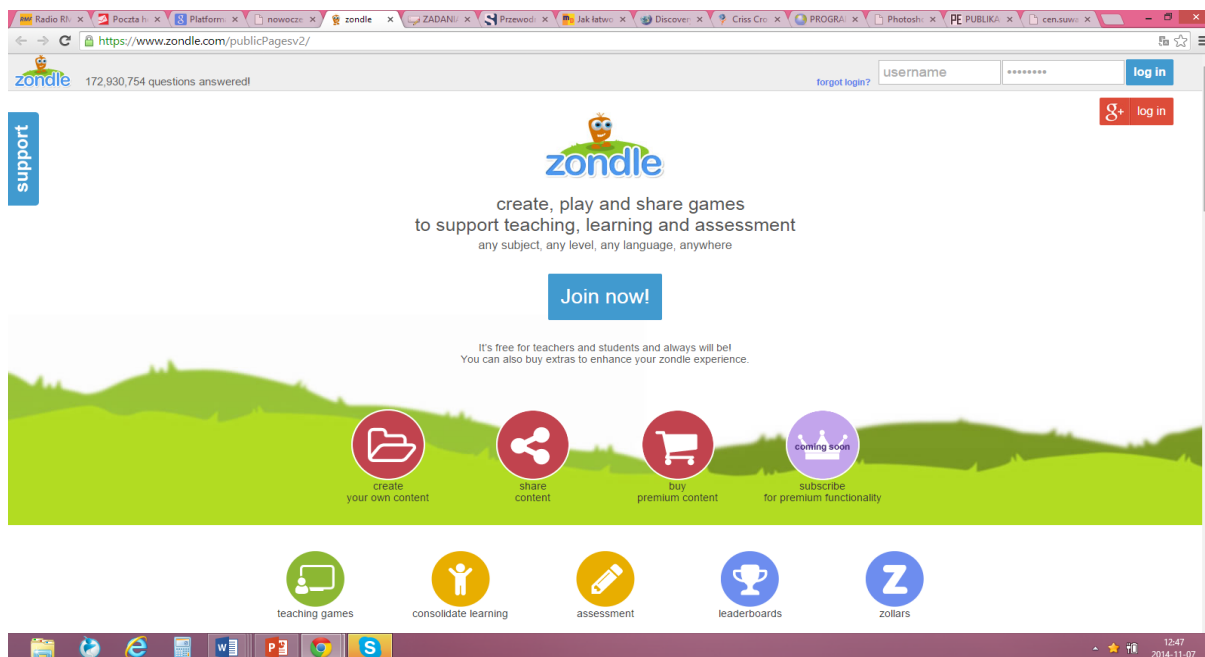 RMF Radio RM
Poczta h
Platform
nowocze
zondle
ZADANI
Przewod
Jak łatwo
Discover
Criss Cro
PROGRA
Photosh
PE PUBLIKA
cen.suwa
https://www.zondle.com/publicPagesv2/
zondle 172,930,754 questions answered!
forgot login? username •••••••• log in
g+ log in
support
zondle
create, play and share games
to support teaching, learning and assessment
any subject, any level, any language, anywhere
Join now!
It's free for teachers and students and always will be!
You can also buy extras to enhance your zondle experience.
coming soon
create
your own content
share
content
buy
premium content
subscribe
for premium functionality
teaching games
consolidate learning
assessment
leaderboards
Z
zollars
12:47
2014-11-07